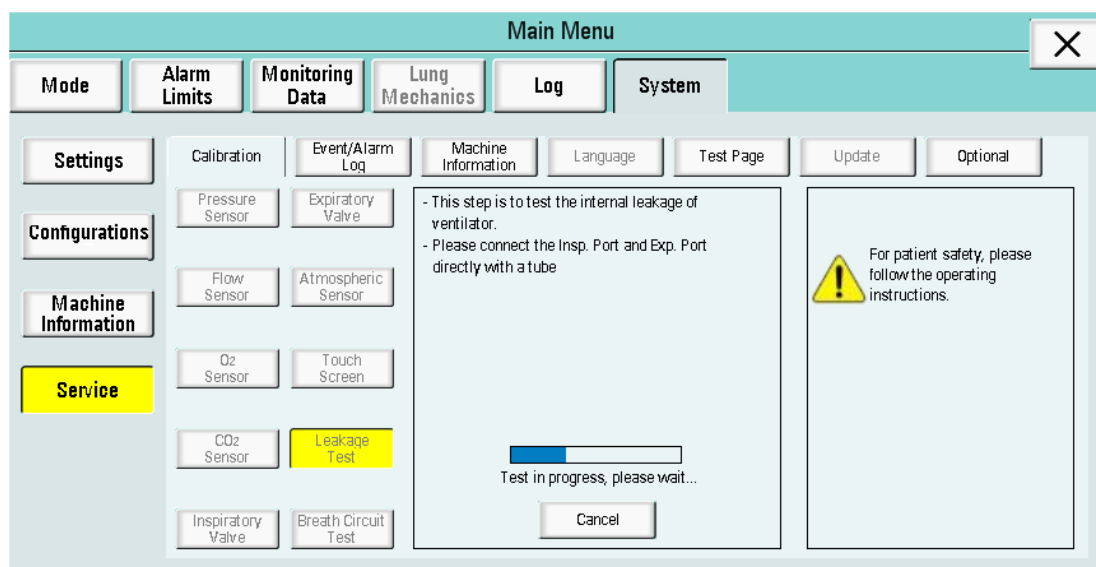 Main Menu
Mode
Alarm
Limits
Monitoring
Data
Lung
Mechanics
Log
System
Settings
Configurations
Machine
Information
Service
Calibration
Event/Alarm
Log
Machine
Information
Language
Test Page
Update
Optional
Pressure
Sensor
Expiratory
Valve
Flow
Sensor
Atmospheric
Sensor
O2
Sensor
Touch
Screen
CO2
Sensor
Leakage
Test
Inspiratory
Valve
Breath Circuit
Test
- This step is to test the internal leakage of
ventilator.
- Please connect the Insp. Port and Exp. Port
directly with a tube
Test in progress, please wait...
Cancel
For patient safety, please
follow the operating
instructions.